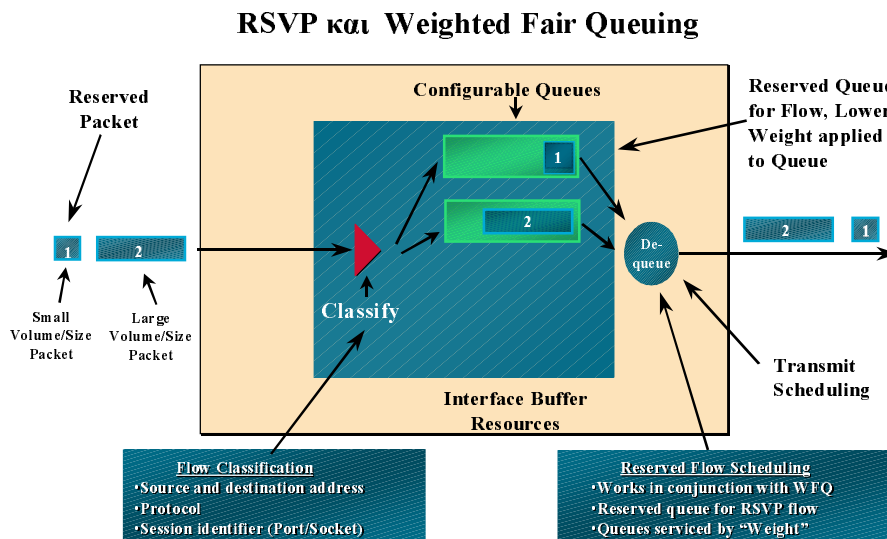 RSVP και Weighted Fair Queuing
Reserved
Packet
Configurable Queues
Reserved Queue
for Flow, Lower
Weight applied
to Queue
1
2
1
2
1
2
De-
queue
Classify
Small
Volume/Size
Packet
Large
Volume/Size
Packet
Transmit
Scheduling
Interface Buffer
Resources
Flow Classification
•Source and destination address
•Protocol
•Session identifier (Port/Socket)
Reserved Flow Scheduling
•Works in conjunction with WFQ
•Reserved queue for RSVP flow
•Queues serviced by “Weight”